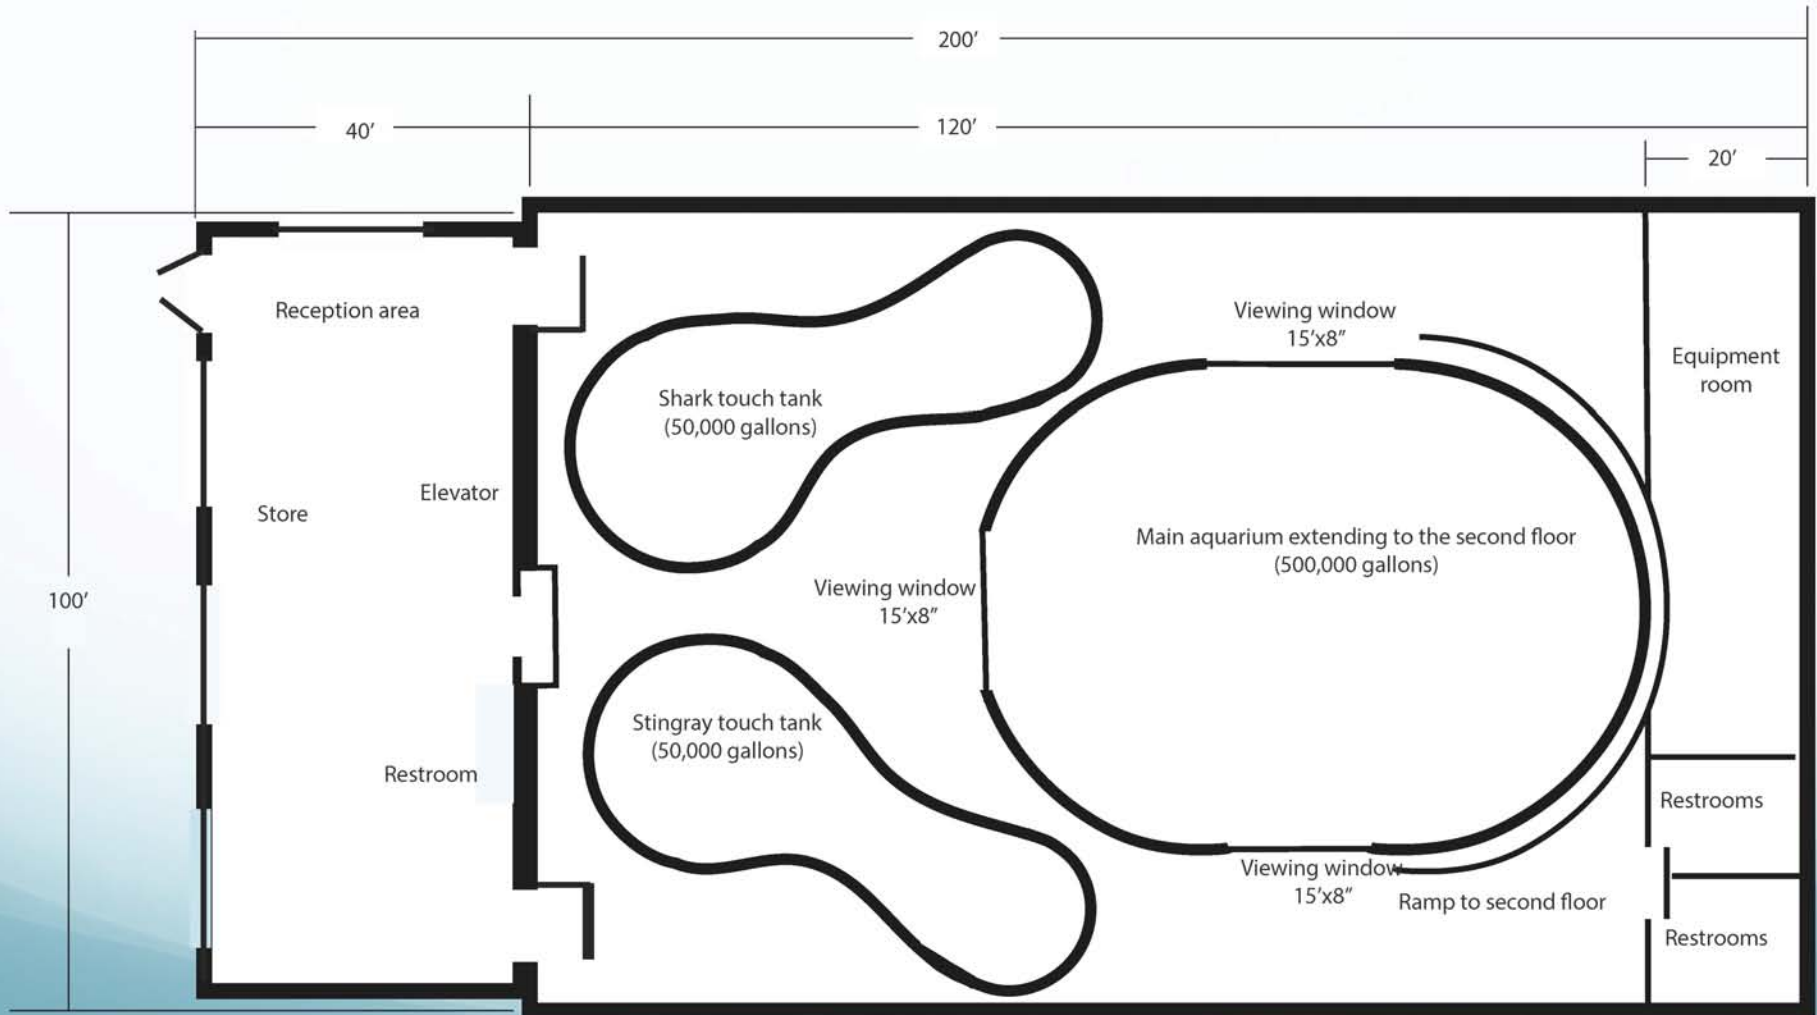 200’
40’
120’
20’
Reception area
Viewing window
15’x8”
Equipment
room
Shark touch tank
(50,000 gallons)
Elevator
Store
Main aquarium extending to the second floor
(500,000 gallons)
Viewing window
15’x8”
100’
Stingray touch tank
(50,000 gallons)
Restroom
Restrooms
Viewing window
15’x8”
Ramp to second floor
Restrooms